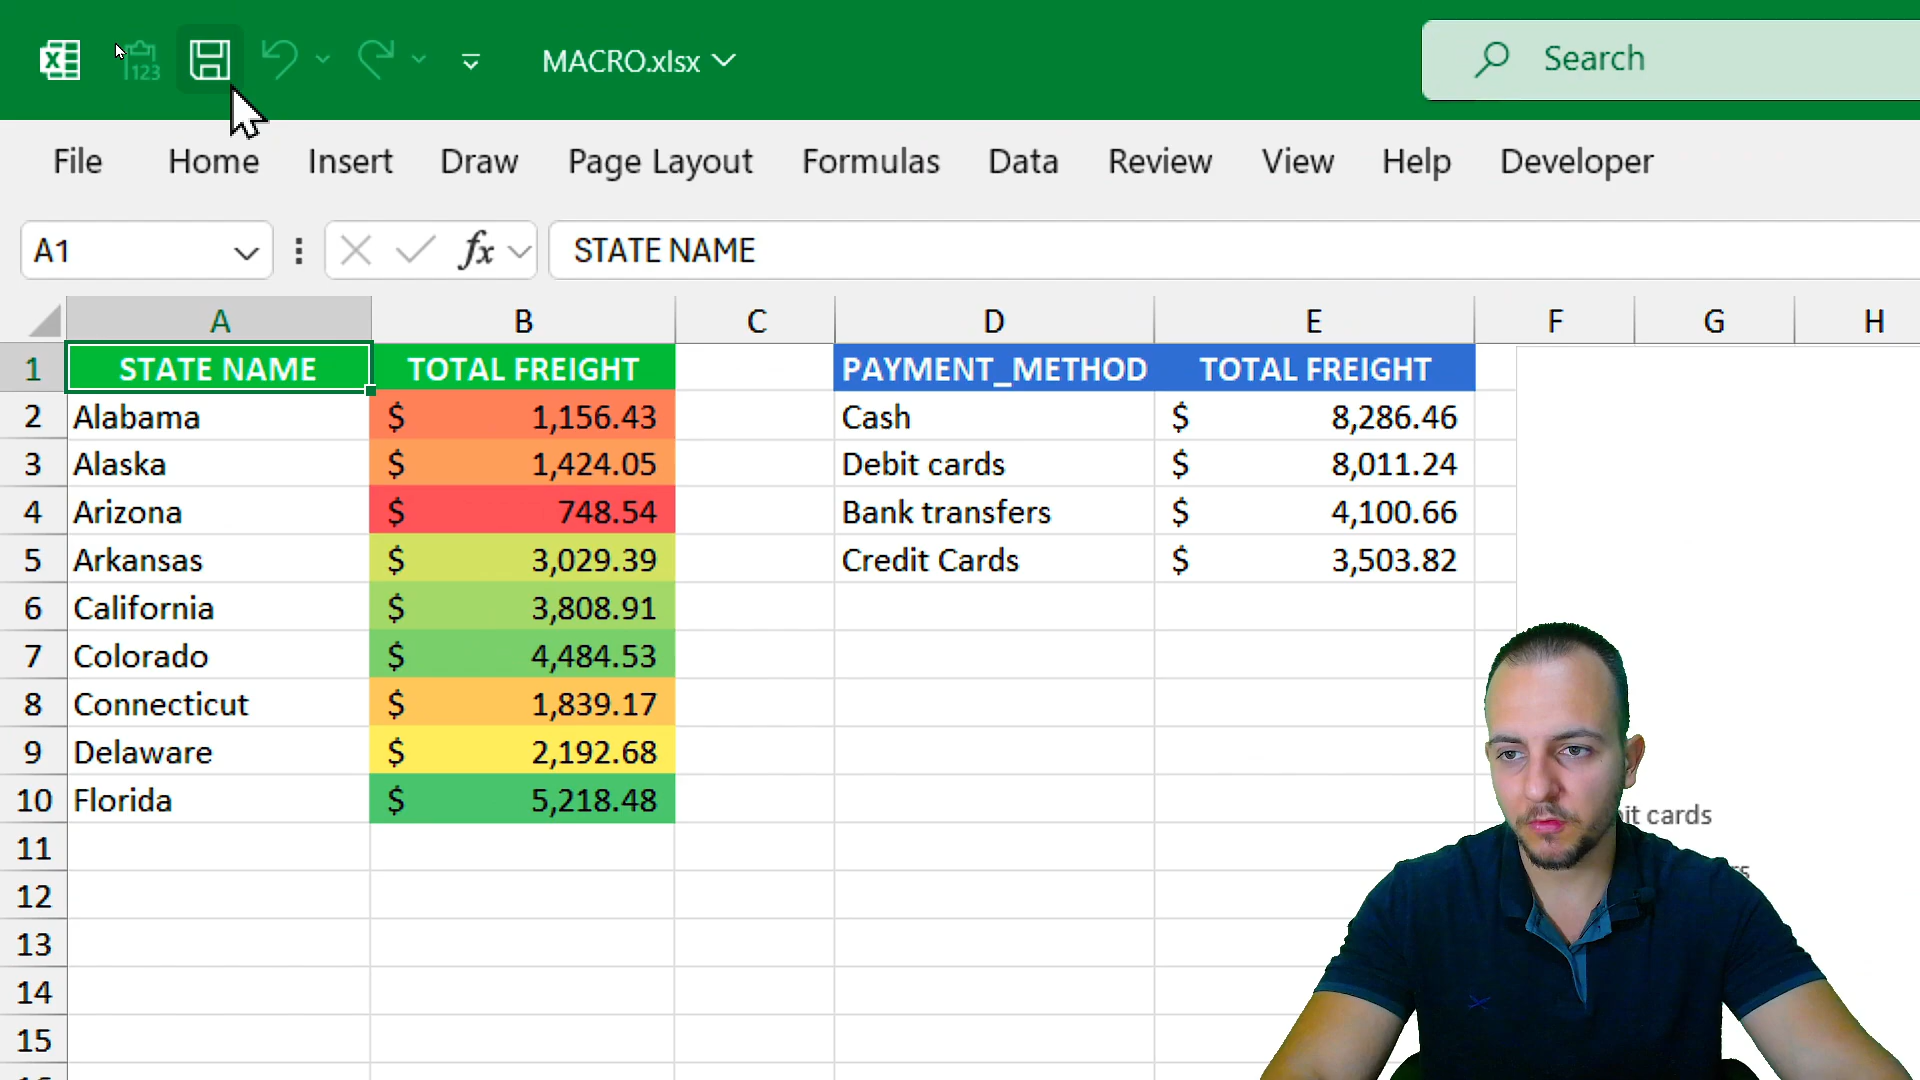 123
MACRO.xlsx
Search
File Home Insert Draw Page Layout Formulas Data Review View Help Developer
A1 fx STATE NAME
A B C D E F G H
1 STATE NAME TOTAL FREIGHT PAYMENT_METHOD TOTAL FREIGHT
2 Alabama $ 1,156.43 Cash $ 8,286.46
3 Alaska $ 1,424.05 Debit cards $ 8,011.24
4 Arizona $ 748.54 Bank transfers $ 4,100.66
5 Arkansas $ 3,029.39 Credit Cards $ 3,503.82
6 California $ 3,808.91
7 Colorado $ 4,484.53
8 Connecticut $ 1,839.17
9 Delaware $ 2,192.68
10 Florida $ 5,218.48
cards
11
12
13
14
15